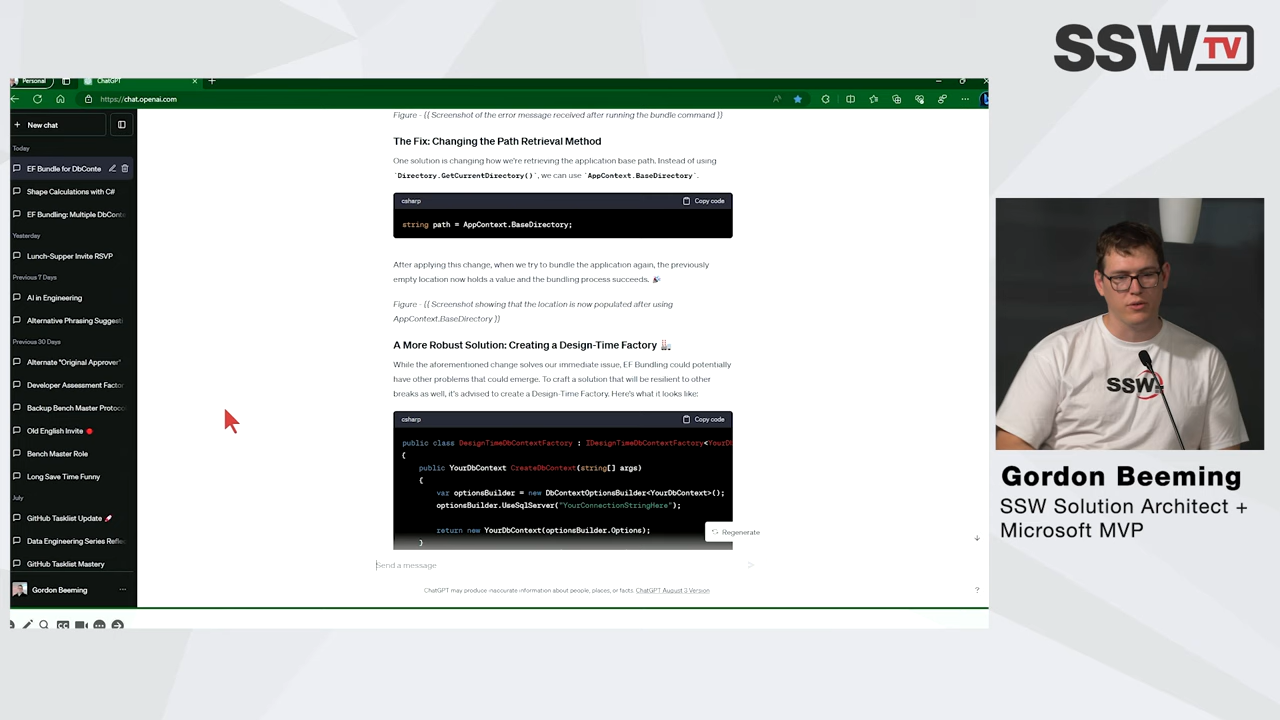 SSW TV
Personal
ChatGPT
https://chat.openai.com
New chat
Today
EF Bundle for DbConte
Shape Calculations with C#
EF Bundling: Multiple DbConte
Yesterday
Lunch-Supper Invite RSVP
Previous 7 Days
AI in Engineering
Alternative Phrasing Suggesti
Previous 30 Days
Alternate "Original Approver"
Developer Assessment Factor
Backup Bench Master Protoco
Old English Invite
Bench Master Role
Long Save Time Funny
July
GitHub Tasklist Update 🚀
Data Engineering Series Refle
GitHub Tasklist Mastery
Gordon Beeming
Figure - {{ Screenshot of the error message received after running the bundle command }}
The Fix: Changing the Path Retrieval Method
One solution is changing how we're retrieving the application base path. Instead of using
`Directory.GetCurrentDirectory()`, we can use `AppContext.BaseDirectory`.
csharp
Copy code
string path = AppContext.BaseDirectory;
After applying this change, when we try to bundle the application again, the previously
empty location now holds a value and the bundling process succeeds. 🎉
Figure - {{ Screenshot showing that the location is now populated after using
AppContext.BaseDirectory }}
A More Robust Solution: Creating a Design-Time Factory 🏭
While the aforementioned change solves our immediate issue, EF Bundling could potentially
have other problems that could emerge. To craft a solution that will be resilient to other
breaks as well, it's advised to create a Design-Time Factory. Here's what it looks like:
csharp
Copy code
public class DesignTimeDbContextFactory : IDesignTimeDbContextFactory<YourD
{
public YourDbContext CreateDbContext(string[] args)
{
var optionsBuilder = new DbContextOptionsBuilder<YourDbContext>();
optionsBuilder.UseSqlServer("YourConnectionStringHere");
return new YourDbContext(optionsBuilder.Options);
}
Regenerate
Send a message
ChatGPT may produce inaccurate information about people, places, or facts. ChatGPT August 3 Version
?
CC
SSW
Gordon Beeming
SSW Solution Architect +
Microsoft MVP